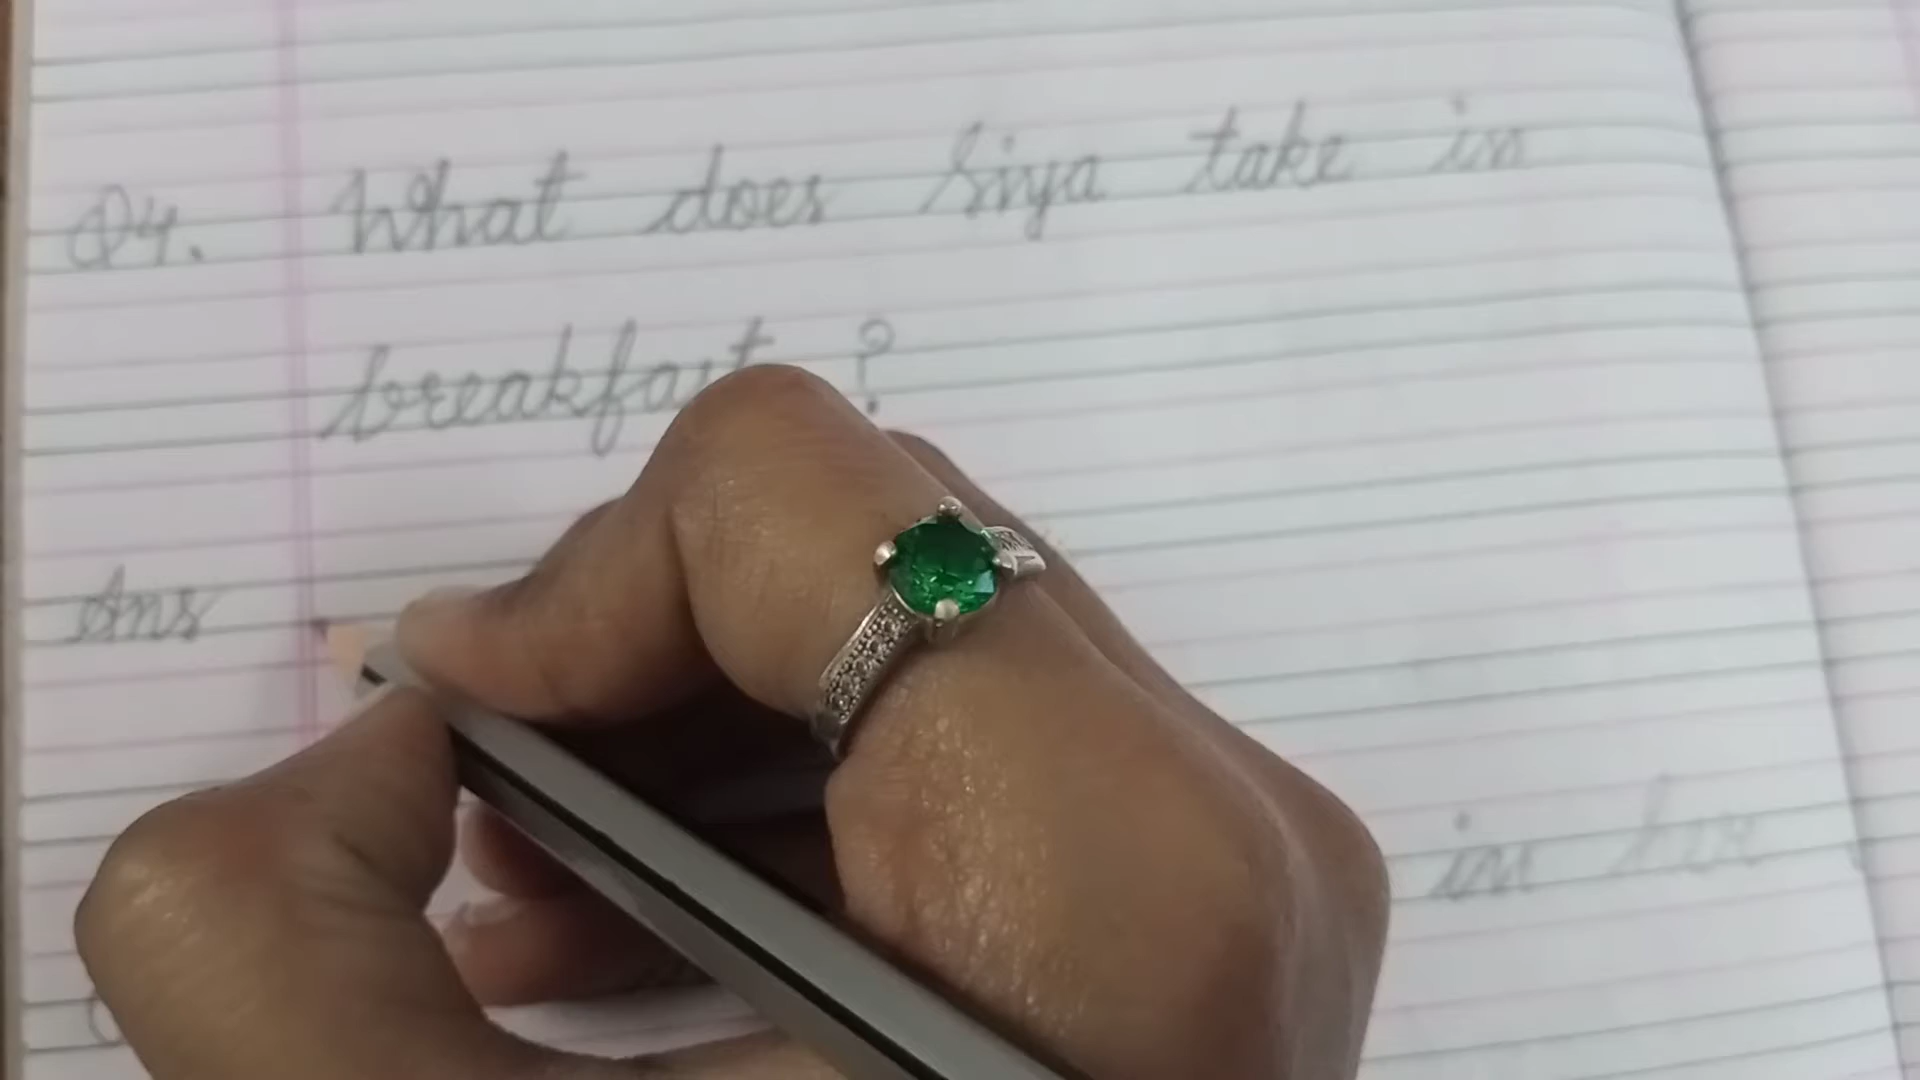 Q4. What does Siya take in
breakfast ?
Ans
in her